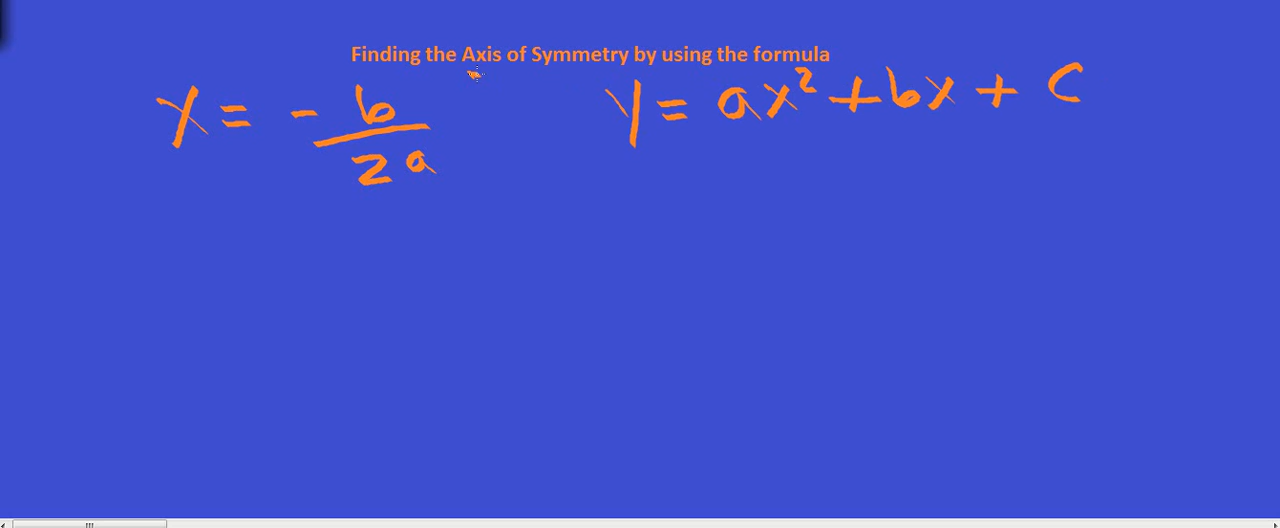 Finding the Axis of Symmetry by using the formula
x = - b/2a
y = ax² + bx + c